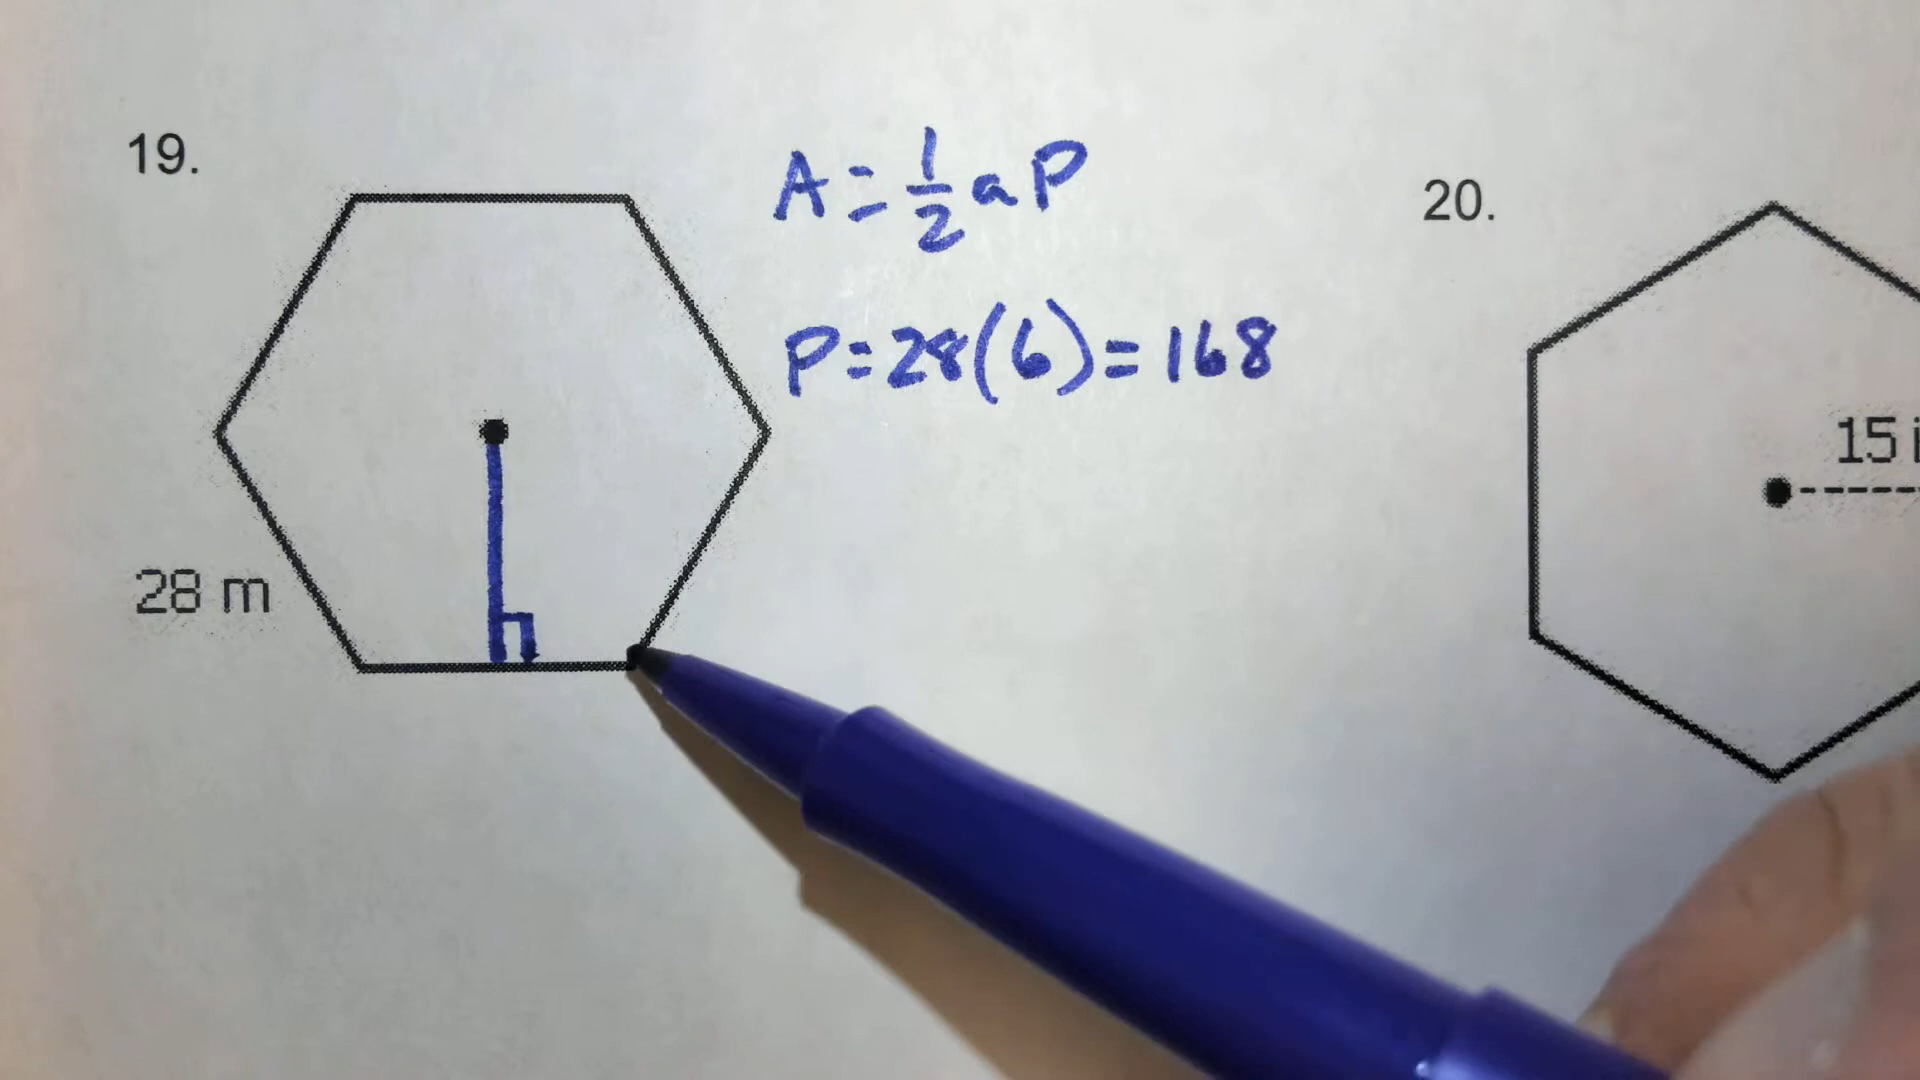 19.
A = 1/2 a P
P = 28(6) = 168
28 m
20.
15 i